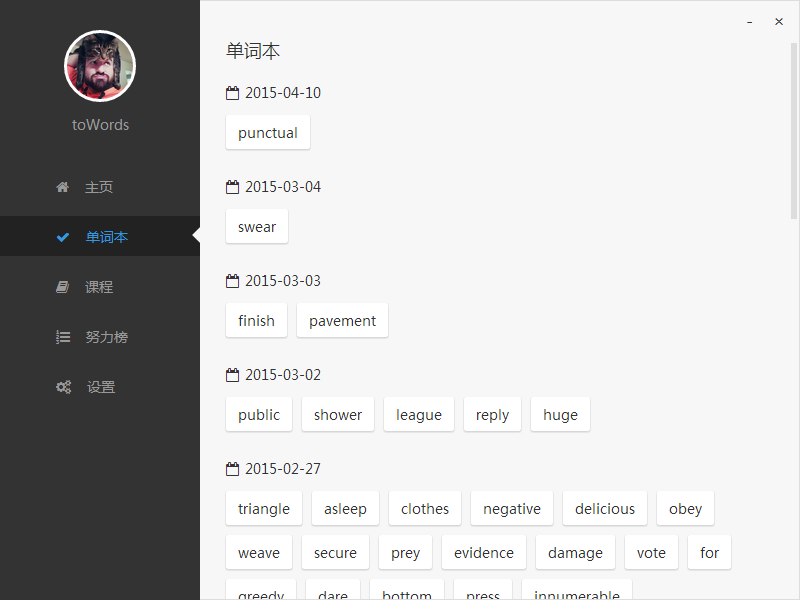 toWords
主页
单词本
课程
努力榜
设置
单词本
2015-04-10
punctual
2015-03-04
swear
2015-03-03
finish pavement
2015-03-02
public shower league reply huge
2015-02-27
triangle asleep clothes negative delicious obey
weave secure prey evidence damage vote for
greedy dare bottom press innumerable